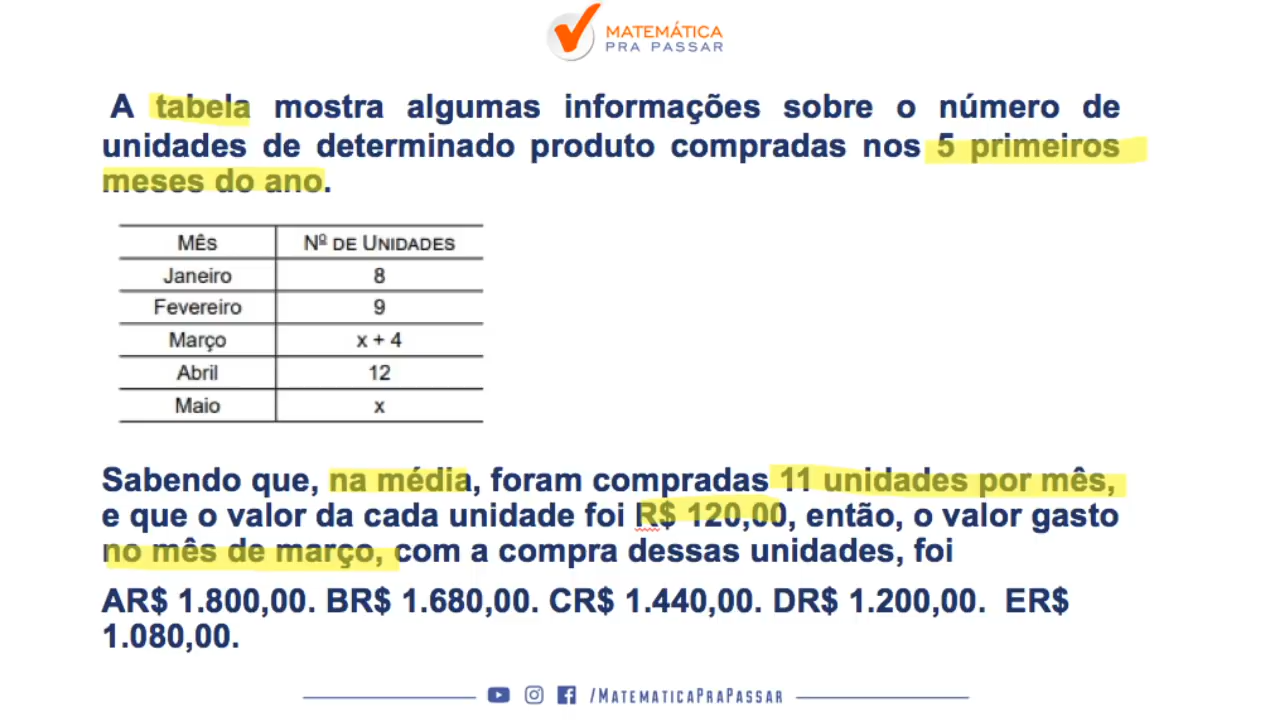 MATEMÁTICA
PRA PASSAR
A tabela mostra algumas informações sobre o número de
unidades de determinado produto compradas nos 5 primeiros
meses do ano.
Mês Nº de Unidades
Janeiro 8
Fevereiro 9
Março x + 4
Abril 12
Maio x
Sabendo que, na média, foram compradas 11 unidades por mês,
e que o valor da cada unidade foi R$ 120,00, então, o valor gasto
no mês de março, com a compra dessas unidades, foi
AR$ 1.800,00. BR$ 1.680,00. CR$ 1.440,00. DR$ 1.200,00. ER$
1.080,00.
/MatematicaPraPassar